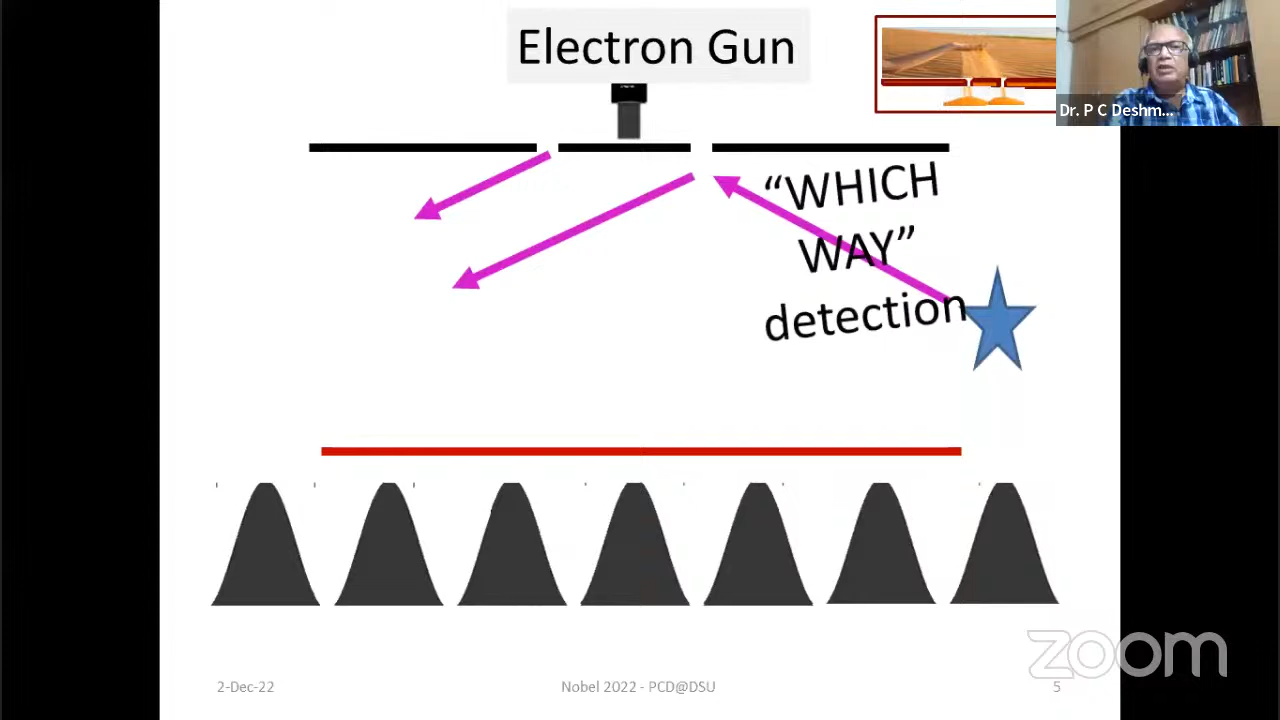 Electron Gun
Dr. P C Deshm...
“WHICH
WAY”
detection
zoom
2-Dec-22
Nobel 2022 - PCD@DSU
5